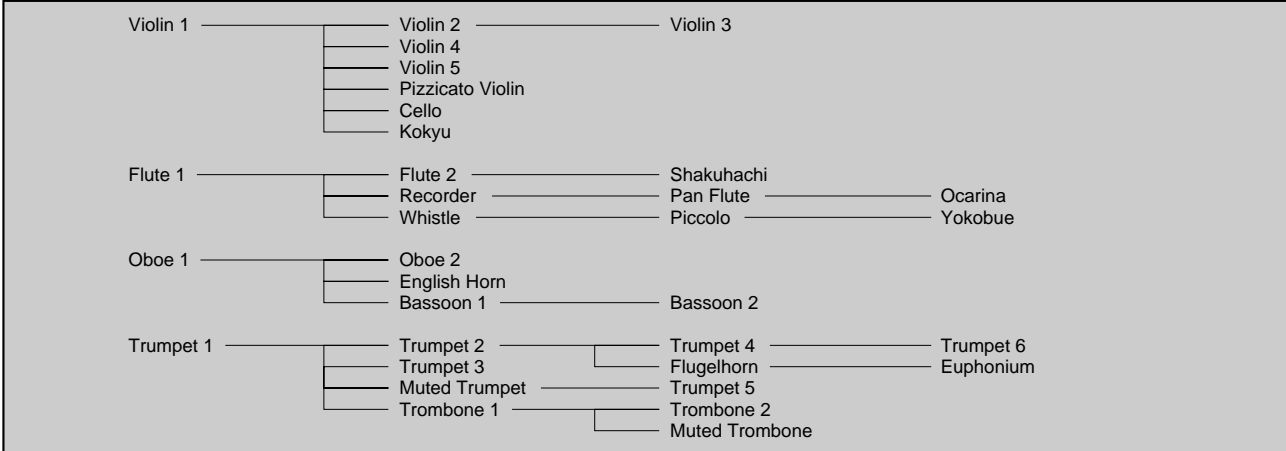 Violin 1 Violin 2 Violin 3
Violin 4
Violin 5
Pizzicato Violin
Cello
Kokyu
Flute 1 Flute 2 Shakuhachi
Recorder Pan Flute Ocarina
Whistle Piccolo Yokobue
Oboe 1 Oboe 2
English Horn
Bassoon 1 Bassoon 2
Trumpet 1 Trumpet 2 Trumpet 4 Trumpet 6
Trumpet 3 Flugelhorn Euphonium
Muted Trumpet Trumpet 5
Trombone 1 Trombone 2
Muted Trombone